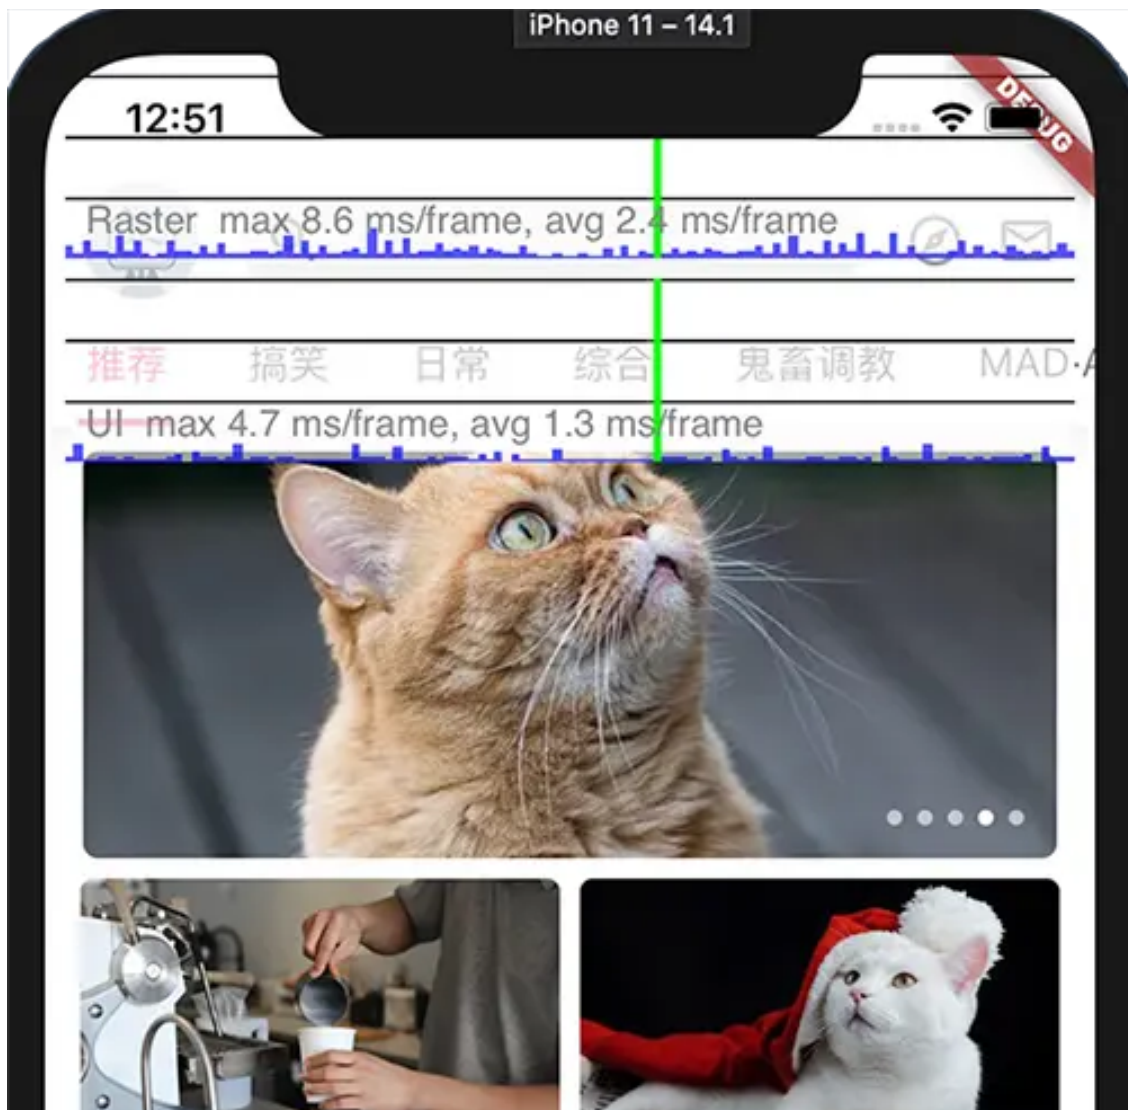 iPhone 11 – 14.1
12:51
DEBUG
Raster max 8.6 ms/frame, avg 2.4 ms/frame
推荐 搞笑 日常 综合 鬼畜调教 MAD·
UI max 4.7 ms/frame, avg 1.3 ms/frame